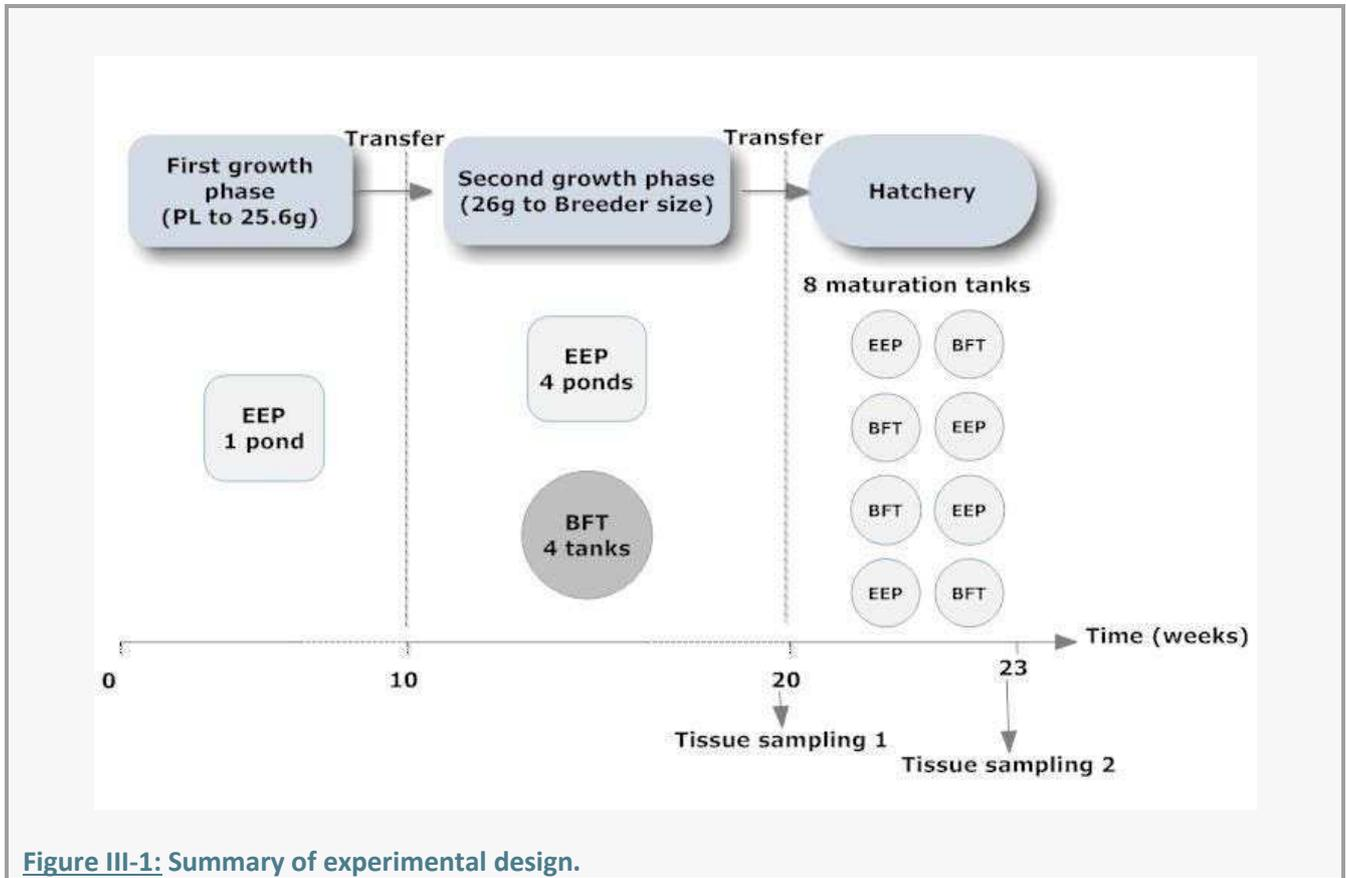 Transfer
Transfer
First growth
phase
(PL to 25.6g)
Second growth phase
(26g to Breeder size)
Hatchery
8 maturation tanks
EEP
1 pond
EEP
4 ponds
BFT
4 tanks
EEP BFT
BFT EEP
BFT EEP
EEP BFT
Time (weeks)
0
10
20
23
Tissue sampling 1
Tissue sampling 2
Figure III-1: Summary of experimental design.